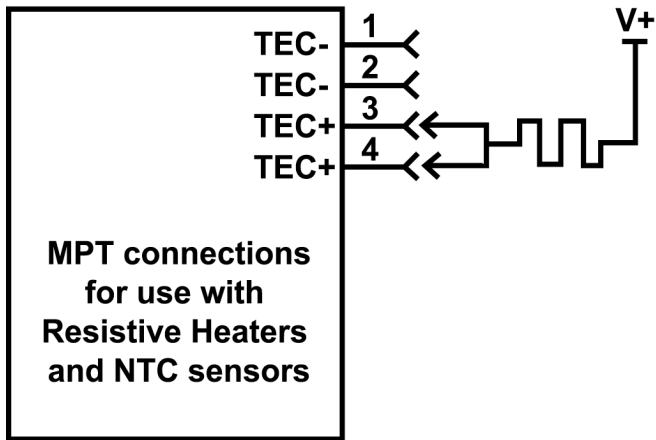 V+
TEC- 1
TEC- 2
TEC+ 3
TEC+ 4
MPT connections
for use with
Resistive Heaters
and NTC sensors